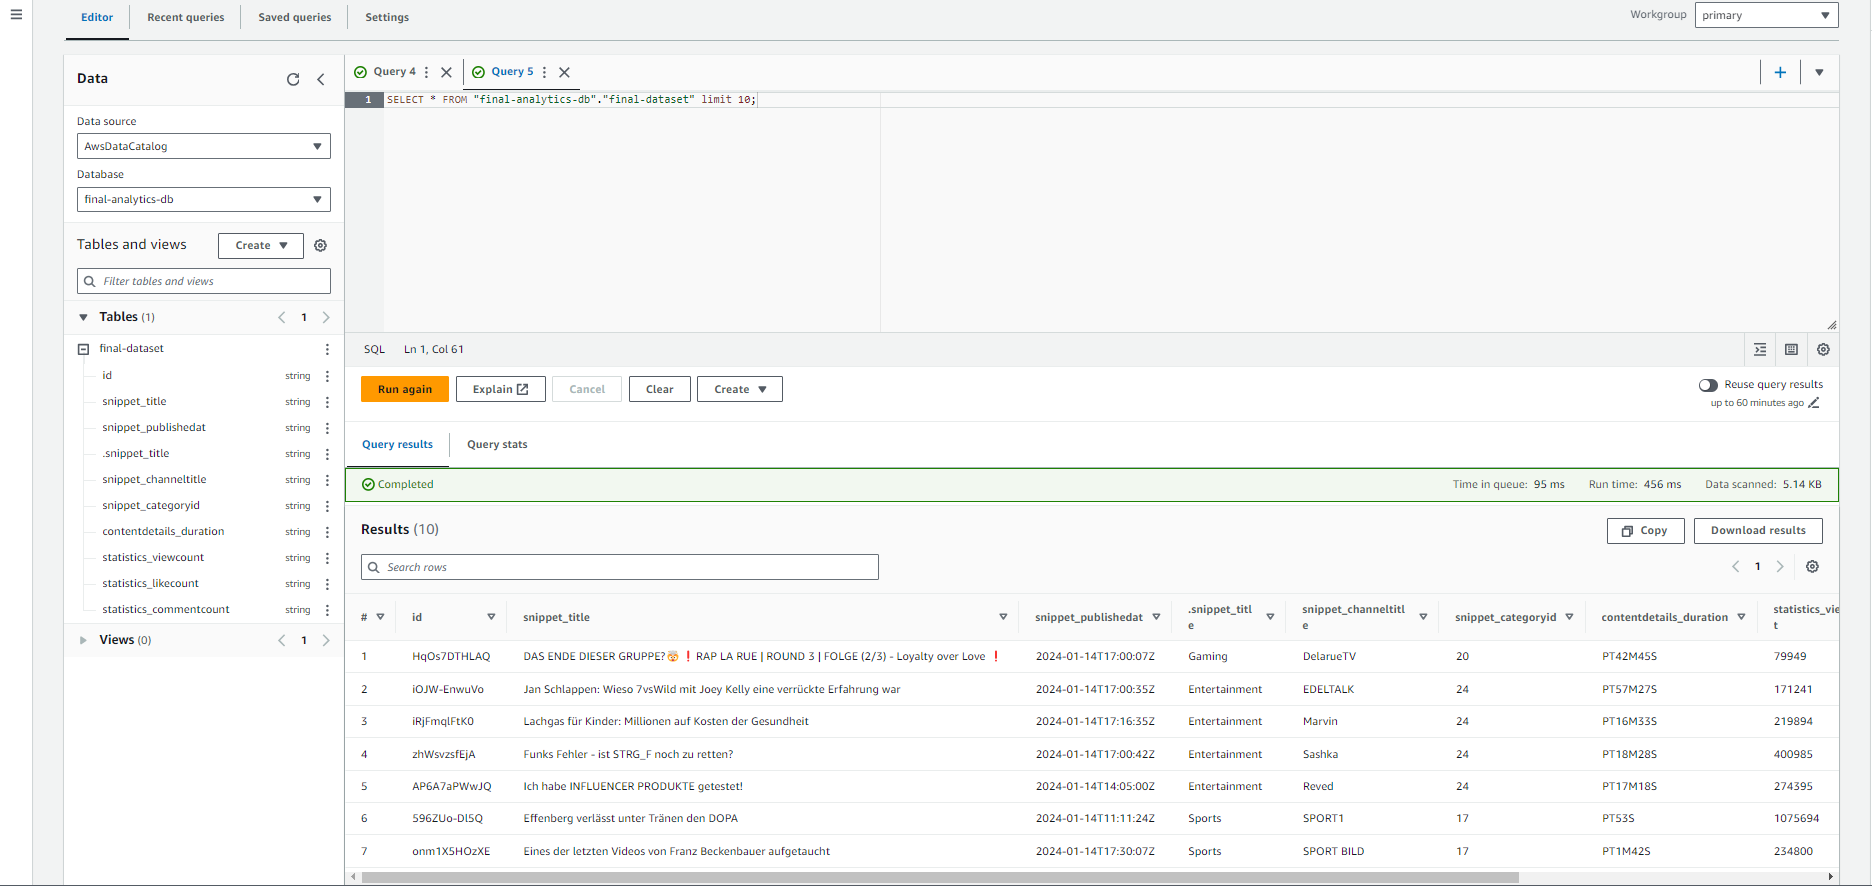 Editor
Recent queries
Saved queries
Settings
Workgroup
primary
Data
Data source
AwsDataCatalog
Database
final-analytics-db
Tables and views
Create
Filter tables and views
Tables (1)
1
final-dataset
id string
snippet_title string
snippet_publishedat string
.snippet_title string
snippet_channeltitle string
snippet_categoryid string
contentdetails_duration string
statistics_viewcount string
statistics_likecount string
statistics_commentcount string
Views (0)
1
Query 4
Query 5
1 SELECT * FROM "final-analytics-db"."final-dataset" limit 10;
SQL Ln 1, Col 61
Run again
Explain
Cancel
Clear
Create
Reuse query results
up to 60 minutes ago
Query results
Query stats
Completed
Time in queue: 95 ms Run time: 456 ms Data scanned: 5.14 KB
Results (10)
Copy
Download results
Search rows
1
# id snippet_title snippet_publishedat .snippet_titl snippet_channeltitl snippet_categoryid contentdetails_duration statistics_vie
e e t
1 HqOs7DTHLAQ DAS ENDE DIESER GRUPPE?🤯❗RAP LA RUE | ROUND 3 | FOLGE (2/3) - Loyalty over Love ❗ 2024-01-14T17:00:07Z Gaming DelarueTV 20 PT42M45S 79949
2 iOJW-EnwuVo Jan Schlappen: Wieso 7vsWild mit Joey Kelly eine verrückte Erfahrung war 2024-01-14T17:00:35Z Entertainment EDELTALK 24 PT57M27S 171241
3 iRjFmqlFtK0 Lachgas für Kinder: Millionen auf Kosten der Gesundheit 2024-01-14T17:16:35Z Entertainment Marvin 24 PT16M33S 219894
4 zhWsvzsfEjA Funks Fehler - ist STRG_F noch zu retten? 2024-01-14T17:00:42Z Entertainment Sashka 24 PT18M28S 400985
5 AP6A7aPWwJQ Ich habe INFLUENCER PRODUKTE getestet! 2024-01-14T14:05:00Z Entertainment Reved 24 PT17M18S 274395
6 596ZUo-Dl5Q Effenberg verlässt unter Tränen den DOPA 2024-01-14T11:11:24Z Sports SPORT1 17 PT53S 1075694
7 onm1X5HOzXE Eines der letzten Videos von Franz Beckenbauer aufgetaucht 2024-01-14T17:30:07Z Sports SPORT BILD 17 PT1M42S 234800